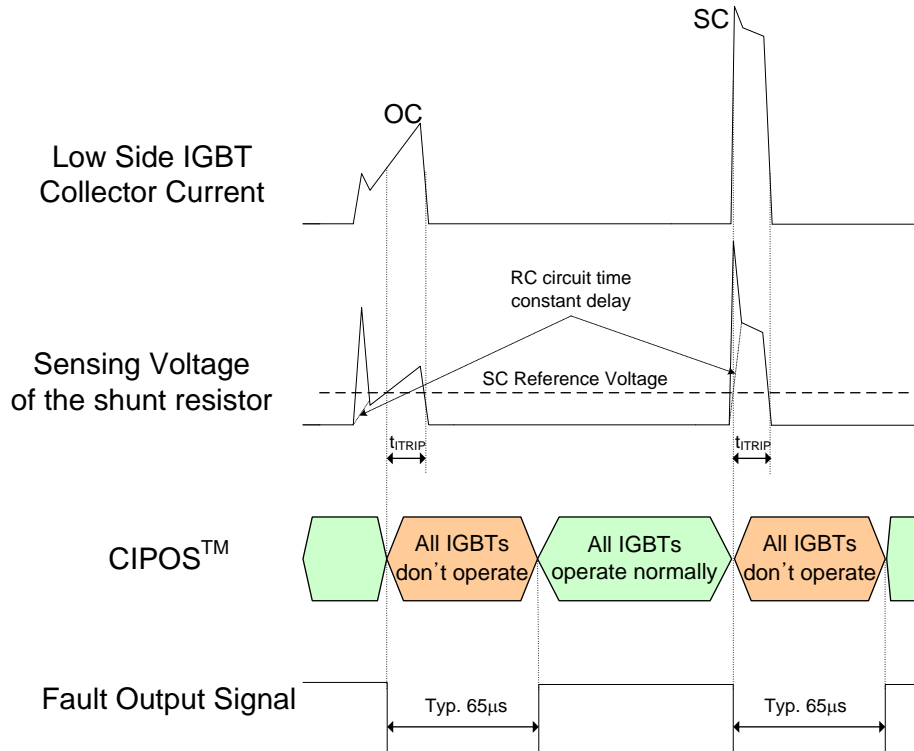 SC
OC
Low Side IGBT
Collector Current
RC circuit time
constant delay
Sensing Voltage
of the shunt resistor
SC Reference Voltage
tITRIP
tITRIP
CIPOS™
All IGBTs
don't operate
All IGBTs
operate normally
All IGBTs
don't operate
Fault Output Signal
Typ. 65μs
Typ. 65μs